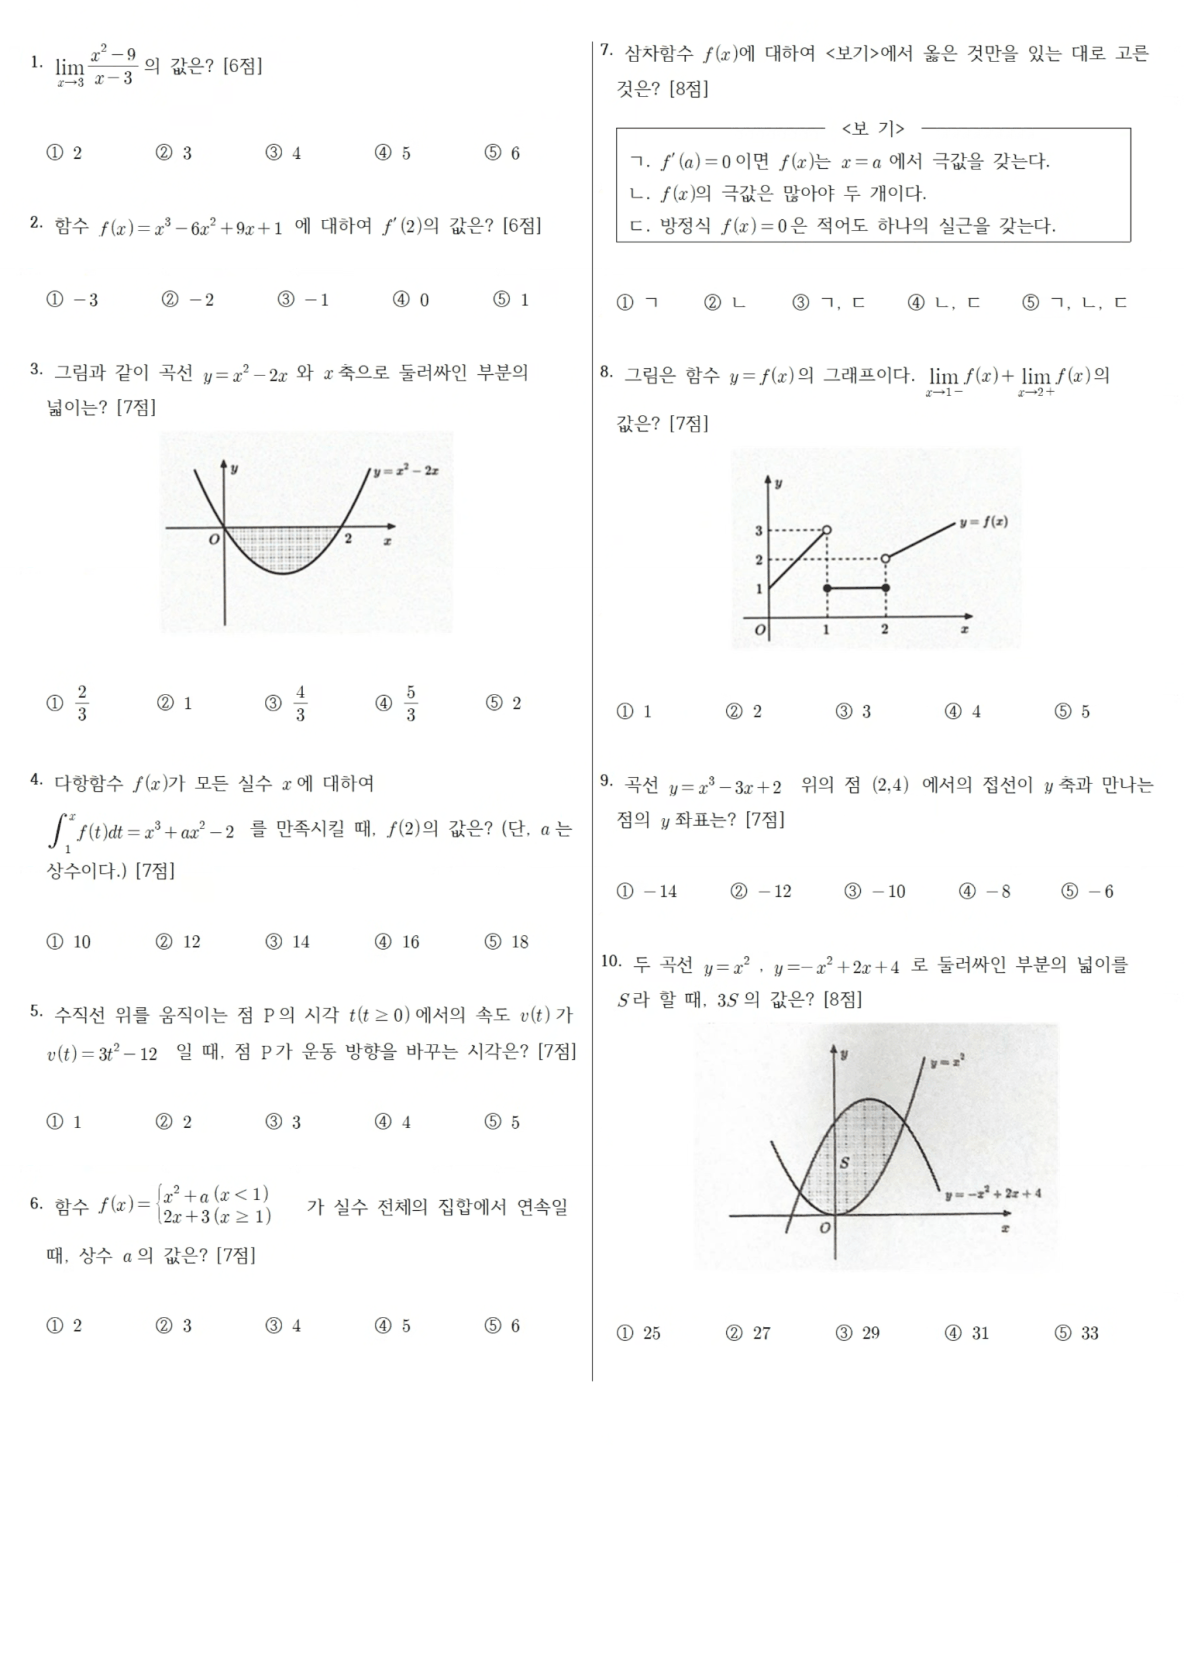 1. lim_{x→3} (x²-9)/(x-3) 의 값은? [6점]
① 2 ② 3 ③ 4 ④ 5 ⑤ 6
2. 함수 f(x)=x³-6x²+9x+1 에 대하여 f′(2)의 값은? [6점]
① -3 ② -2 ③ -1 ④ 0 ⑤ 1
3. 그림과 같이 곡선 y=x²-2x 와 x축으로 둘러싸인 부분의
넓이는? [7점]
y y=x²-2x
O 2 x
① 2/3 ② 1 ③ 4/3 ④ 5/3 ⑤ 2
4. 다항함수 f(x)가 모든 실수 x에 대하여
∫_1^x f(t)dt=x³+ax²-2 를 만족시킬 때, f(2)의 값은? (단, a는
상수이다.) [7점]
① 10 ② 12 ③ 14 ④ 16 ⑤ 18
5. 수직선 위를 움직이는 점 P의 시각 t(t≥0)에서의 속도 v(t)가
v(t)=3t²-12 일 때, 점 P가 운동 방향을 바꾸는 시각은? [7점]
① 1 ② 2 ③ 3 ④ 4 ⑤ 5
6. 함수 f(x)={x²+a (x<1)
2x+3 (x≥1) 가 실수 전체의 집합에서 연속일
때, 상수 a의 값은? [7점]
① 2 ② 3 ③ 4 ④ 5 ⑤ 6
7. 삼차함수 f(x)에 대하여 <보기>에서 옳은 것만을 있는 대로 고른
것은? [8점]
<보 기>
ㄱ. f′(a)=0이면 f(x)는 x=a에서 극값을 갖는다.
ㄴ. f(x)의 극값은 많아야 두 개이다.
ㄷ. 방정식 f(x)=0은 적어도 하나의 실근을 갖는다.
① ㄱ ② ㄴ ③ ㄱ, ㄷ ④ ㄴ, ㄷ ⑤ ㄱ, ㄴ, ㄷ
8. 그림은 함수 y=f(x)의 그래프이다. lim_{x→1-} f(x)+lim_{x→2+} f(x)의
값은? [7점]
y
3 y=f(x)
2
1
O 1 2 x
① 1 ② 2 ③ 3 ④ 4 ⑤ 5
9. 곡선 y=x³-3x+2 위의 점 (2,4) 에서의 접선이 y축과 만나는
점의 y좌표는? [7점]
① -14 ② -12 ③ -10 ④ -8 ⑤ -6
10. 두 곡선 y=x² , y=-x²+2x+4 로 둘러싸인 부분의 넓이를
S라 할 때, 3S의 값은? [8점]
y y=x²
S
y=-x²+2x+4
O x
① 25 ② 27 ③ 29 ④ 31 ⑤ 33